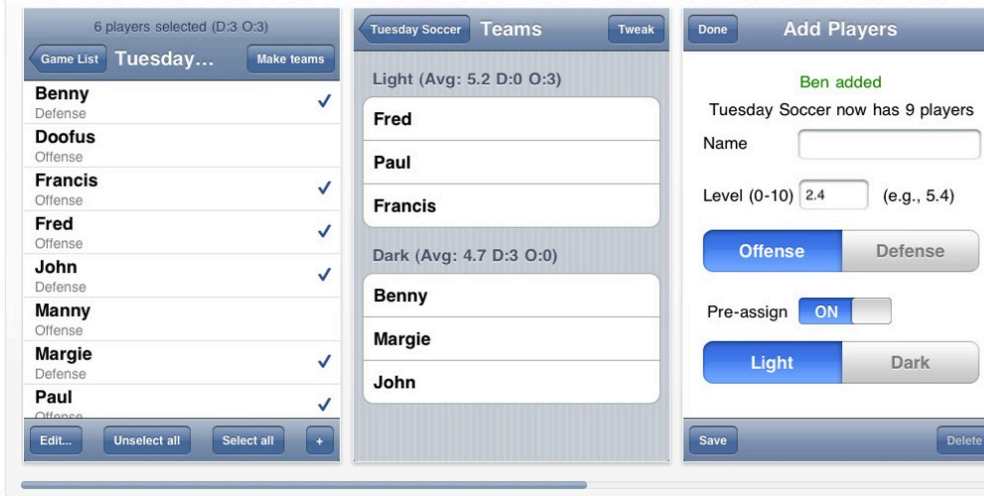 6 players selected (D:3 O:3)
Game List
Tuesday...
Make teams
Benny
Defense
Doofus
Offense
Francis
Offense
Fred
Offense
John
Defense
Manny
Offense
Margie
Defense
Paul
Offense
Edit...
Unselect all
Select all
+
Tuesday Soccer
Teams
Tweak
Light (Avg: 5.2 D:0 O:3)
Fred
Paul
Francis
Dark (Avg: 4.7 D:3 O:0)
Benny
Margie
John
Done
Add Players
Ben added
Tuesday Soccer now has 9 players
Name
Level (0-10) 2.4 (e.g., 5.4)
Offense Defense
Pre-assign ON
Light Dark
Save
Delete